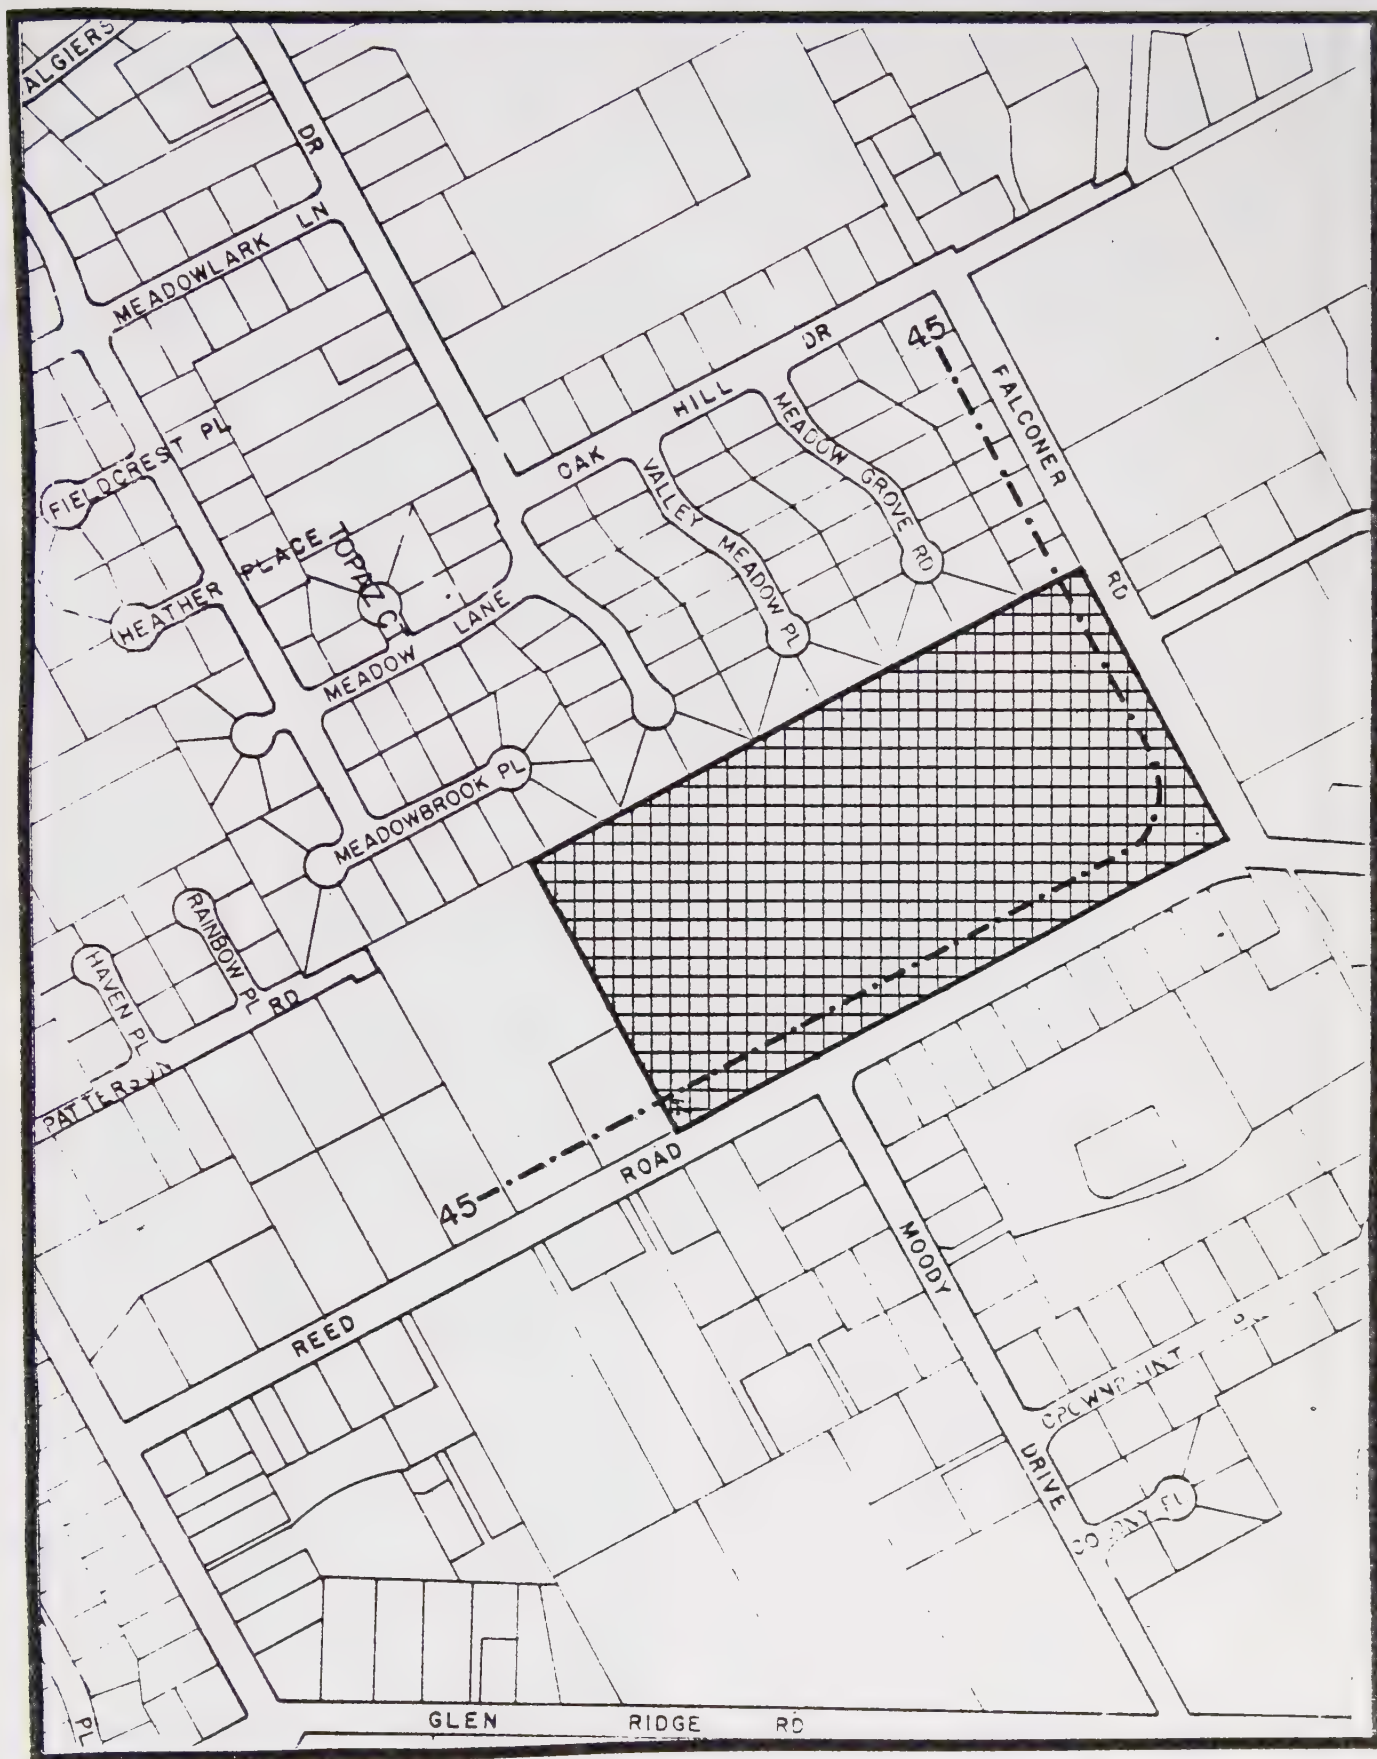 ALGIERS
DR
MEADOWLARK LN
45
OAK HILL DR
FALCONER RD
MEADOW GROVE RD
VALLEY MEADOW PL
FIELDCREST PL
HEATHER PLACE
TOPAZ CT
MEADOW LANE
MEADOWBROOK PL
RAINBOW PL
HAVEN PL
PATTERSON RD
45
REED ROAD
MOODY DRIVE
COLONY PL
PL
GLEN RIDGE RD